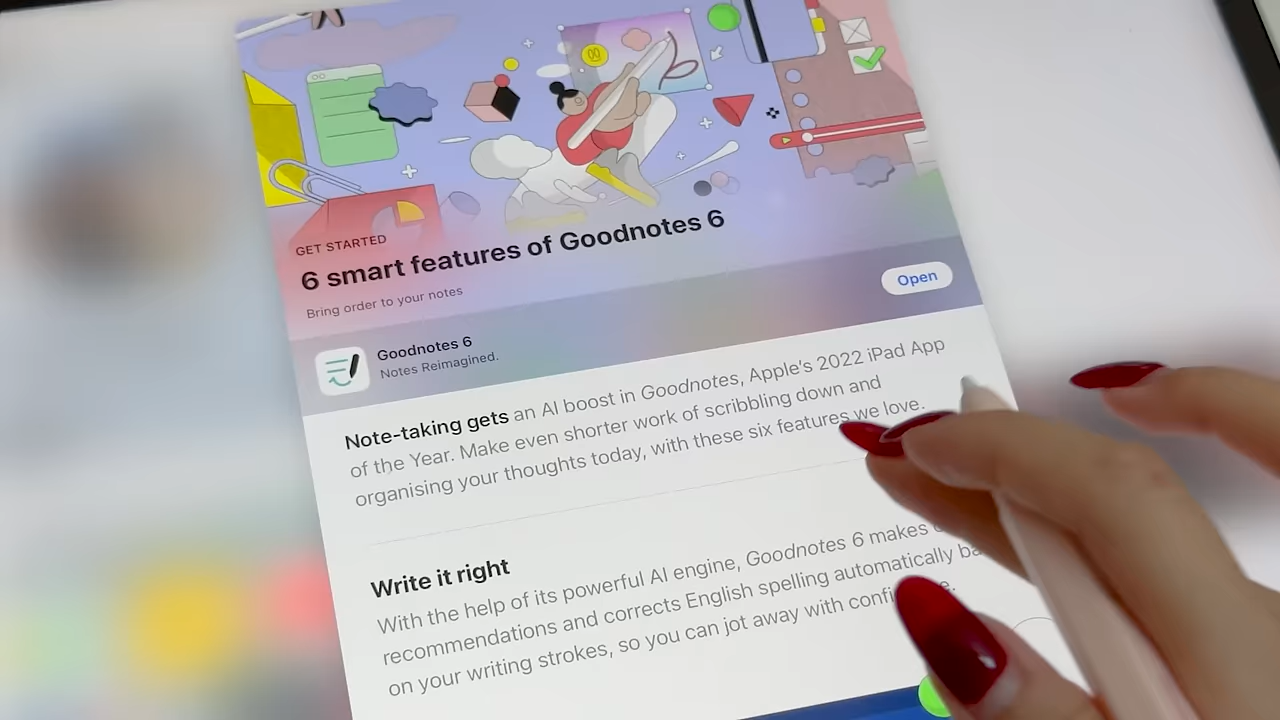 GET STARTED
6 smart features of Goodnotes 6
Bring order to your notes
Open
Goodnotes 6
Notes Reimagined.
Note-taking gets an AI boost in Goodnotes, Apple's 2022 iPad App
of the Year. Make even shorter work of scribbling down and
organising your thoughts today, with these six features we love.
Write it right
With the help of its powerful AI engine, Goodnotes 6 makes
recommendations and corrects English spelling automatically
on your writing strokes, so you can jot away with